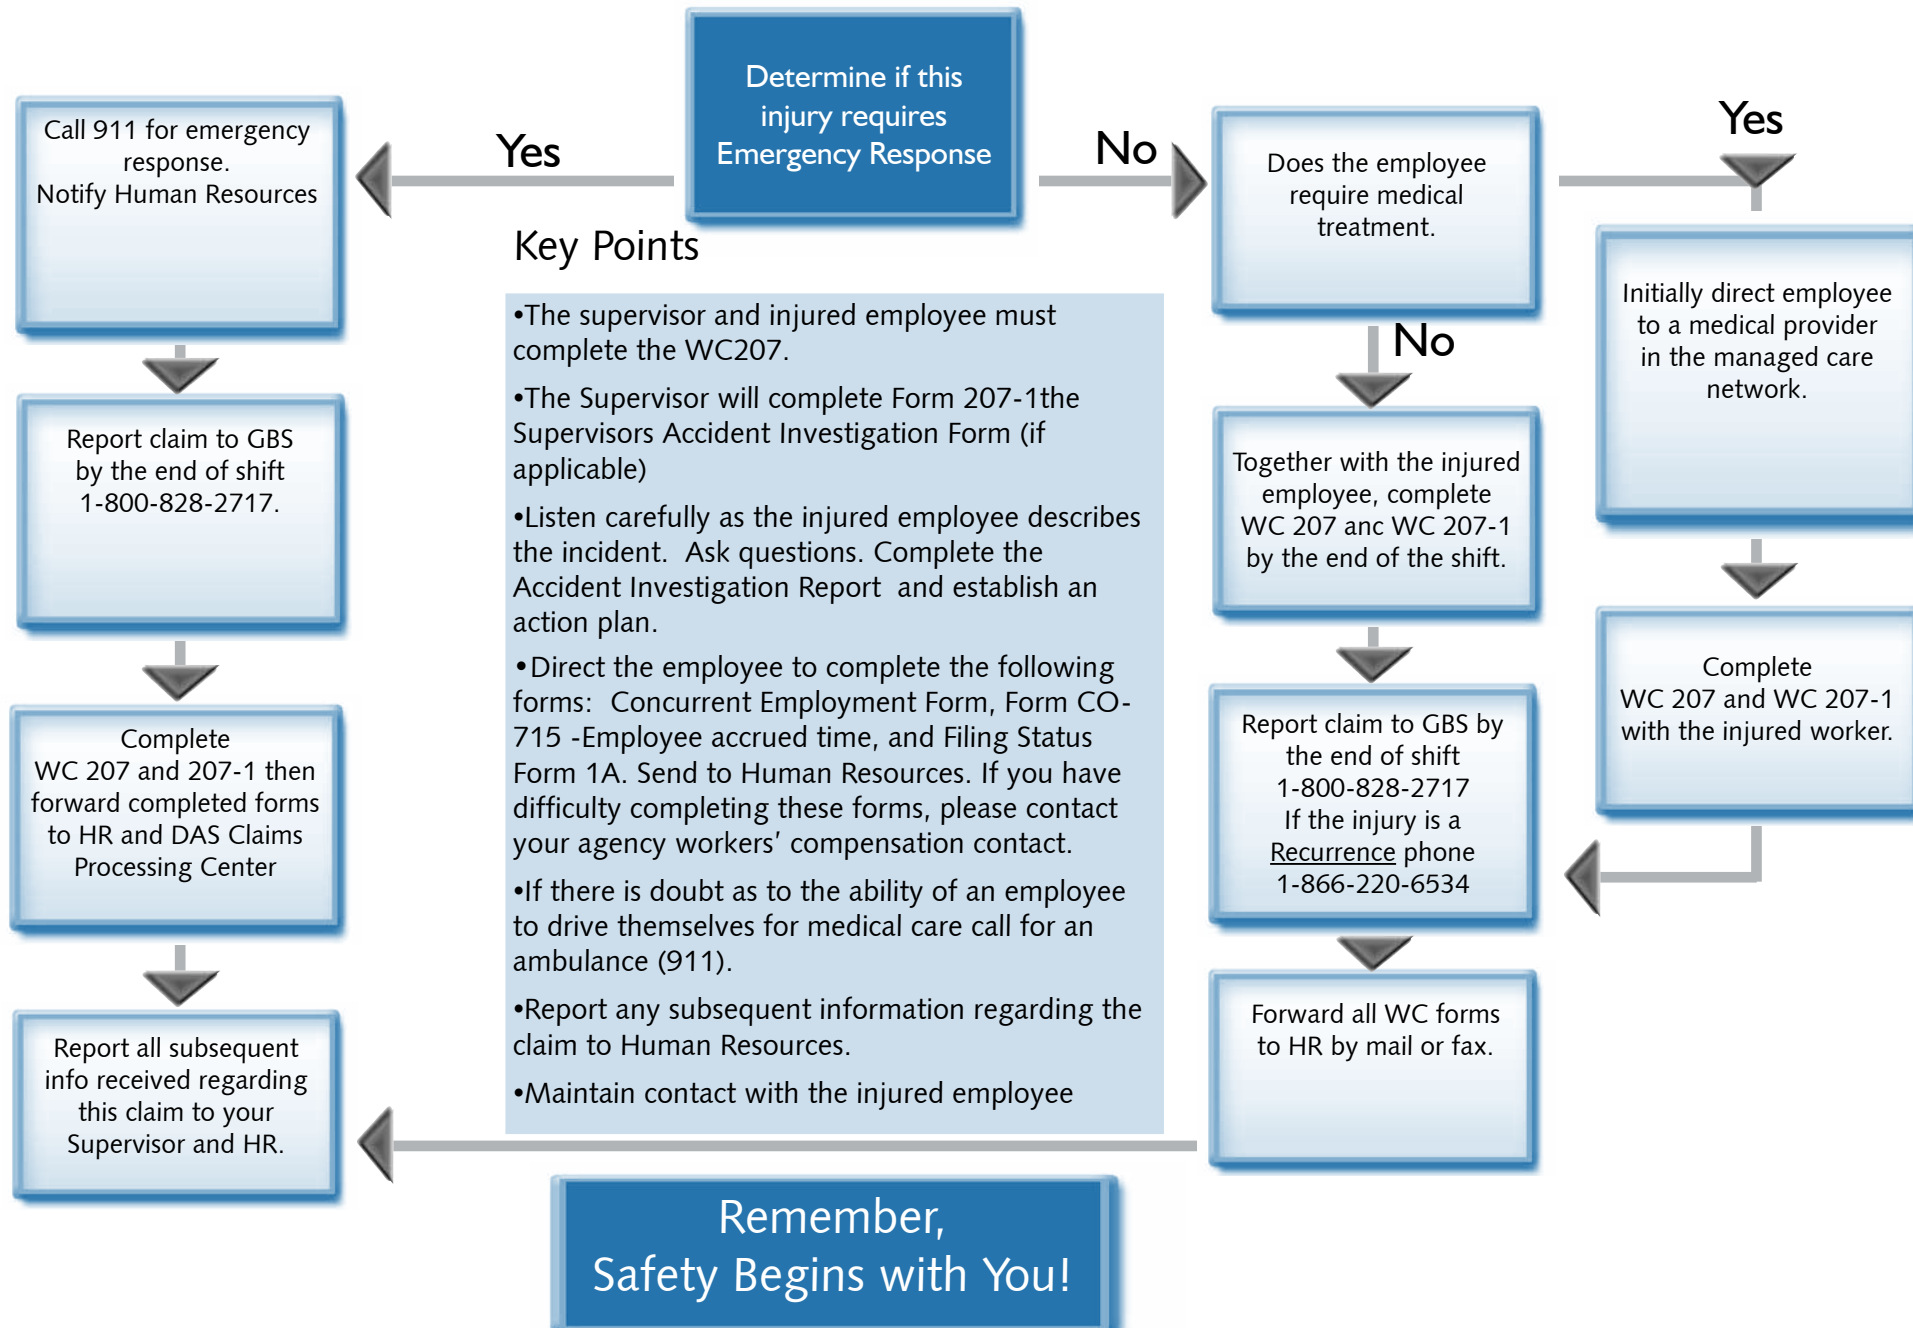 Determine if this
injury requires
Emergency Response
Yes
No
Yes
Call 911 for emergency
response.
Notify Human Resources
Report claim to GBS
by the end of shift
1-800-828-2717.
Complete
WC 207 and 207-1 then
forward completed forms
to HR and DAS Claims
Processing Center
Report all subsequent
info received regarding
this claim to your
Supervisor and HR.
Key Points
•The supervisor and injured employee must
complete the WC207.
•The Supervisor will complete Form 207-1the
Supervisors Accident Investigation Form (if
applicable)
•Listen carefully as the injured employee describes
the incident.  Ask questions. Complete the
Accident Investigation Report  and establish an
action plan.
•Direct the employee to complete the following
forms:  Concurrent Employment Form, Form CO-
715 -Employee accrued time, and Filing Status
Form 1A. Send to Human Resources. If you have
difficulty completing these forms, please contact
your agency workers’ compensation contact.
•If there is doubt as to the ability of an employee
to drive themselves for medical care call for an
ambulance (911).
•Report any subsequent information regarding the
claim to Human Resources.
•Maintain contact with the injured employee
Does the employee
require medical
treatment.
No
Together with the injured
employee, complete
WC 207 anc WC 207-1
by the end of the shift.
Report claim to GBS by
the end of shift
1-800-828-2717
If the injury is a
Recurrence phone
1-866-220-6534
Forward all WC forms
to HR by mail or fax.
Initially direct employee
to a medical provider
in the managed care
network.
Complete
WC 207 and WC 207-1
with the injured worker.
Remember,
Safety Begins with You!